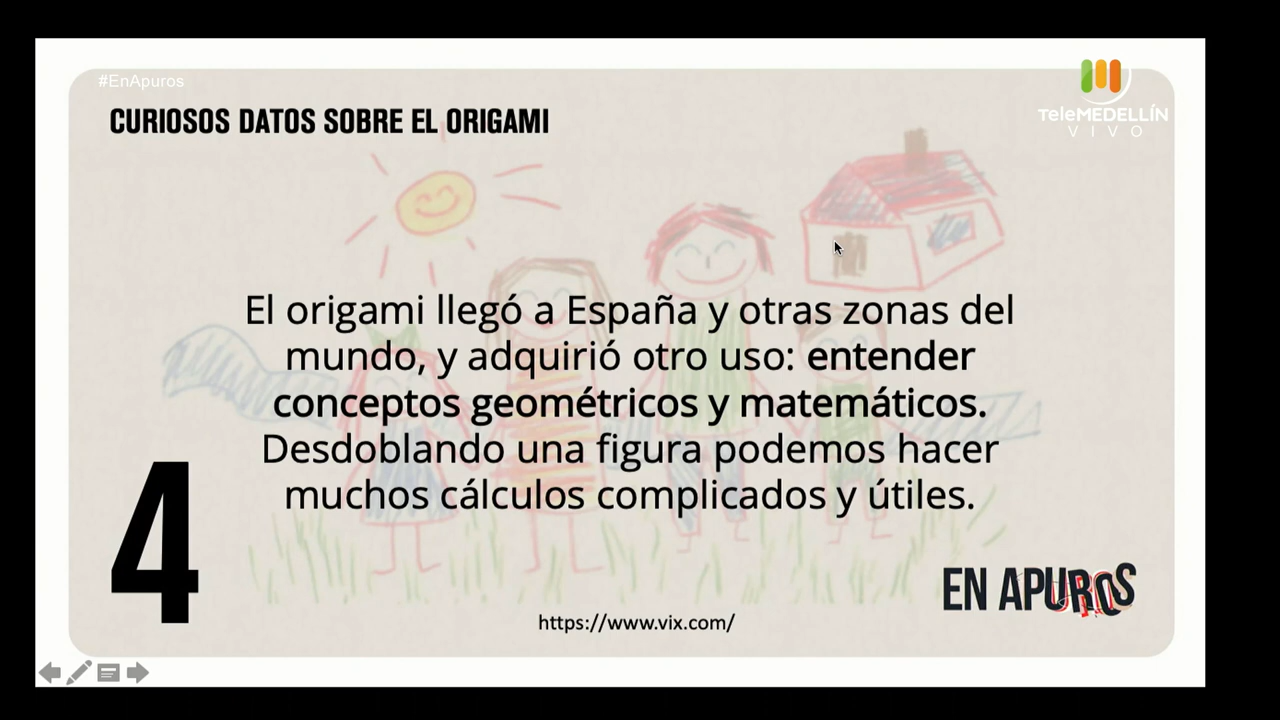 #EnApuros
CURIOSOS DATOS SOBRE EL ORIGAMI
TeleMEDELLÍN
VIVO
El origami llegó a España y otras zonas del
mundo, y adquirió otro uso: entender
conceptos geométricos y matemáticos.
Desdoblando una figura podemos hacer
muchos cálculos complicados y útiles.
4
EN APUROS
https://www.vix.com/